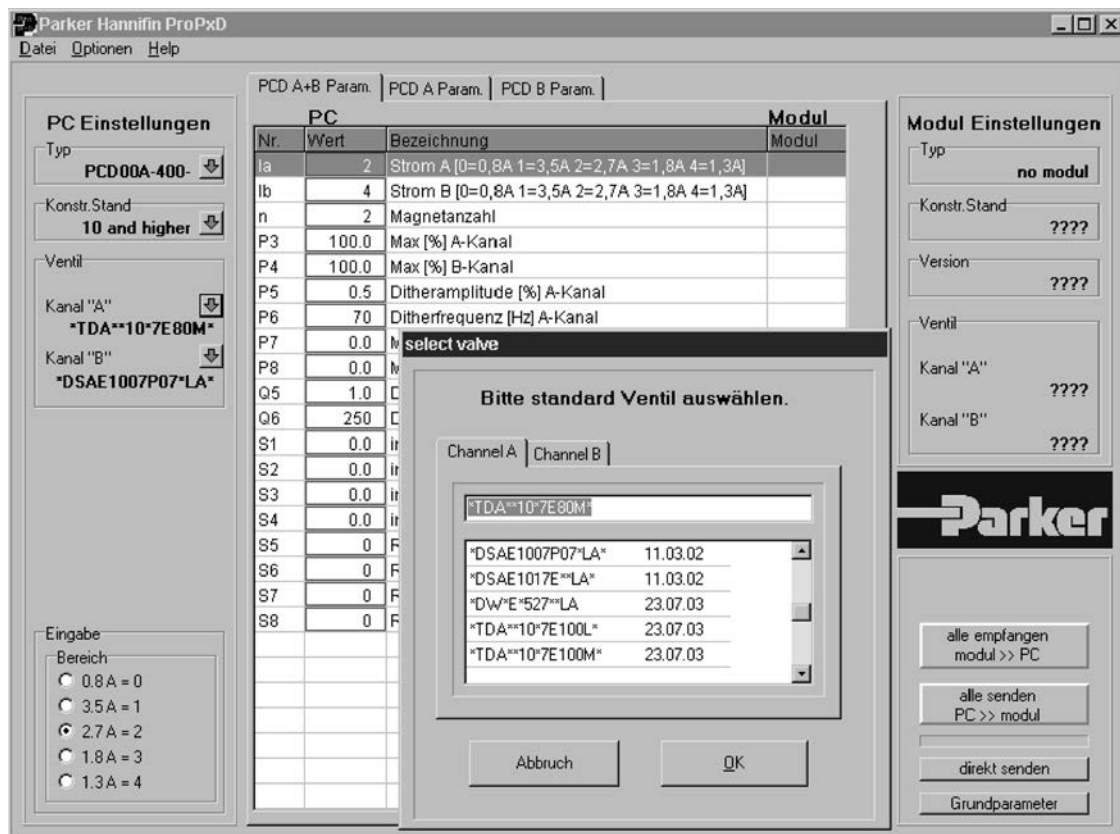 Parker Hannifin ProPxD
Datei Optionen Help
PC Einstellungen
Typ
PCD00A-400-
Konstr.Stand
10 and higher
Ventil
Kanal "A"
*TDA**10*7E80M*
Kanal "B"
*DSAE1007P07*LA*
Eingabe
Bereich
0.8 A = 0
3.5 A = 1
2.7 A = 2
1.8 A = 3
1.3 A = 4
PCD A+B Param. PCD A Param. PCD B Param.
PC Modul
Nr. Wert Bezeichnung Modul
Ia 2 Strom A [0=0,8A 1=3,5A 2=2,7A 3=1,8A 4=1,3A]
Ib 4 Strom B [0=0,8A 1=3,5A 2=2,7A 3=1,8A 4=1,3A]
n 2 Magnetanzahl
P3 100.0 Max [%] A-Kanal
P4 100.0 Max [%] B-Kanal
P5 0.5 Ditheramplitude [%] A-Kanal
P6 70 Ditherfrequenz [Hz] A-Kanal
P7 0.0
P8 0.0
Q5 1.0
Q6 250
S1 0.0
S2 0.0
S3 0.0
S4 0.0
S5 0
S6 0
S7 0
S8 0
select valve
Bitte standard Ventil auswählen.
Channel A Channel B
*TDA**10*7E80M*
*DSAE1007P07*LA* 11.03.02
*DSAE1017E**LA* 11.03.02
*DW*E*527**LA 23.07.03
*TDA**10*7E100L* 23.07.03
*TDA**10*7E100M* 23.07.03
Abbruch OK
Modul Einstellungen
Typ
no modul
Konstr.Stand
????
Version
????
Ventil
Kanal "A"
????
Kanal "B"
????
Parker
alle empfangen
modul >> PC
alle senden
PC >> modul
direkt senden
Grundparameter